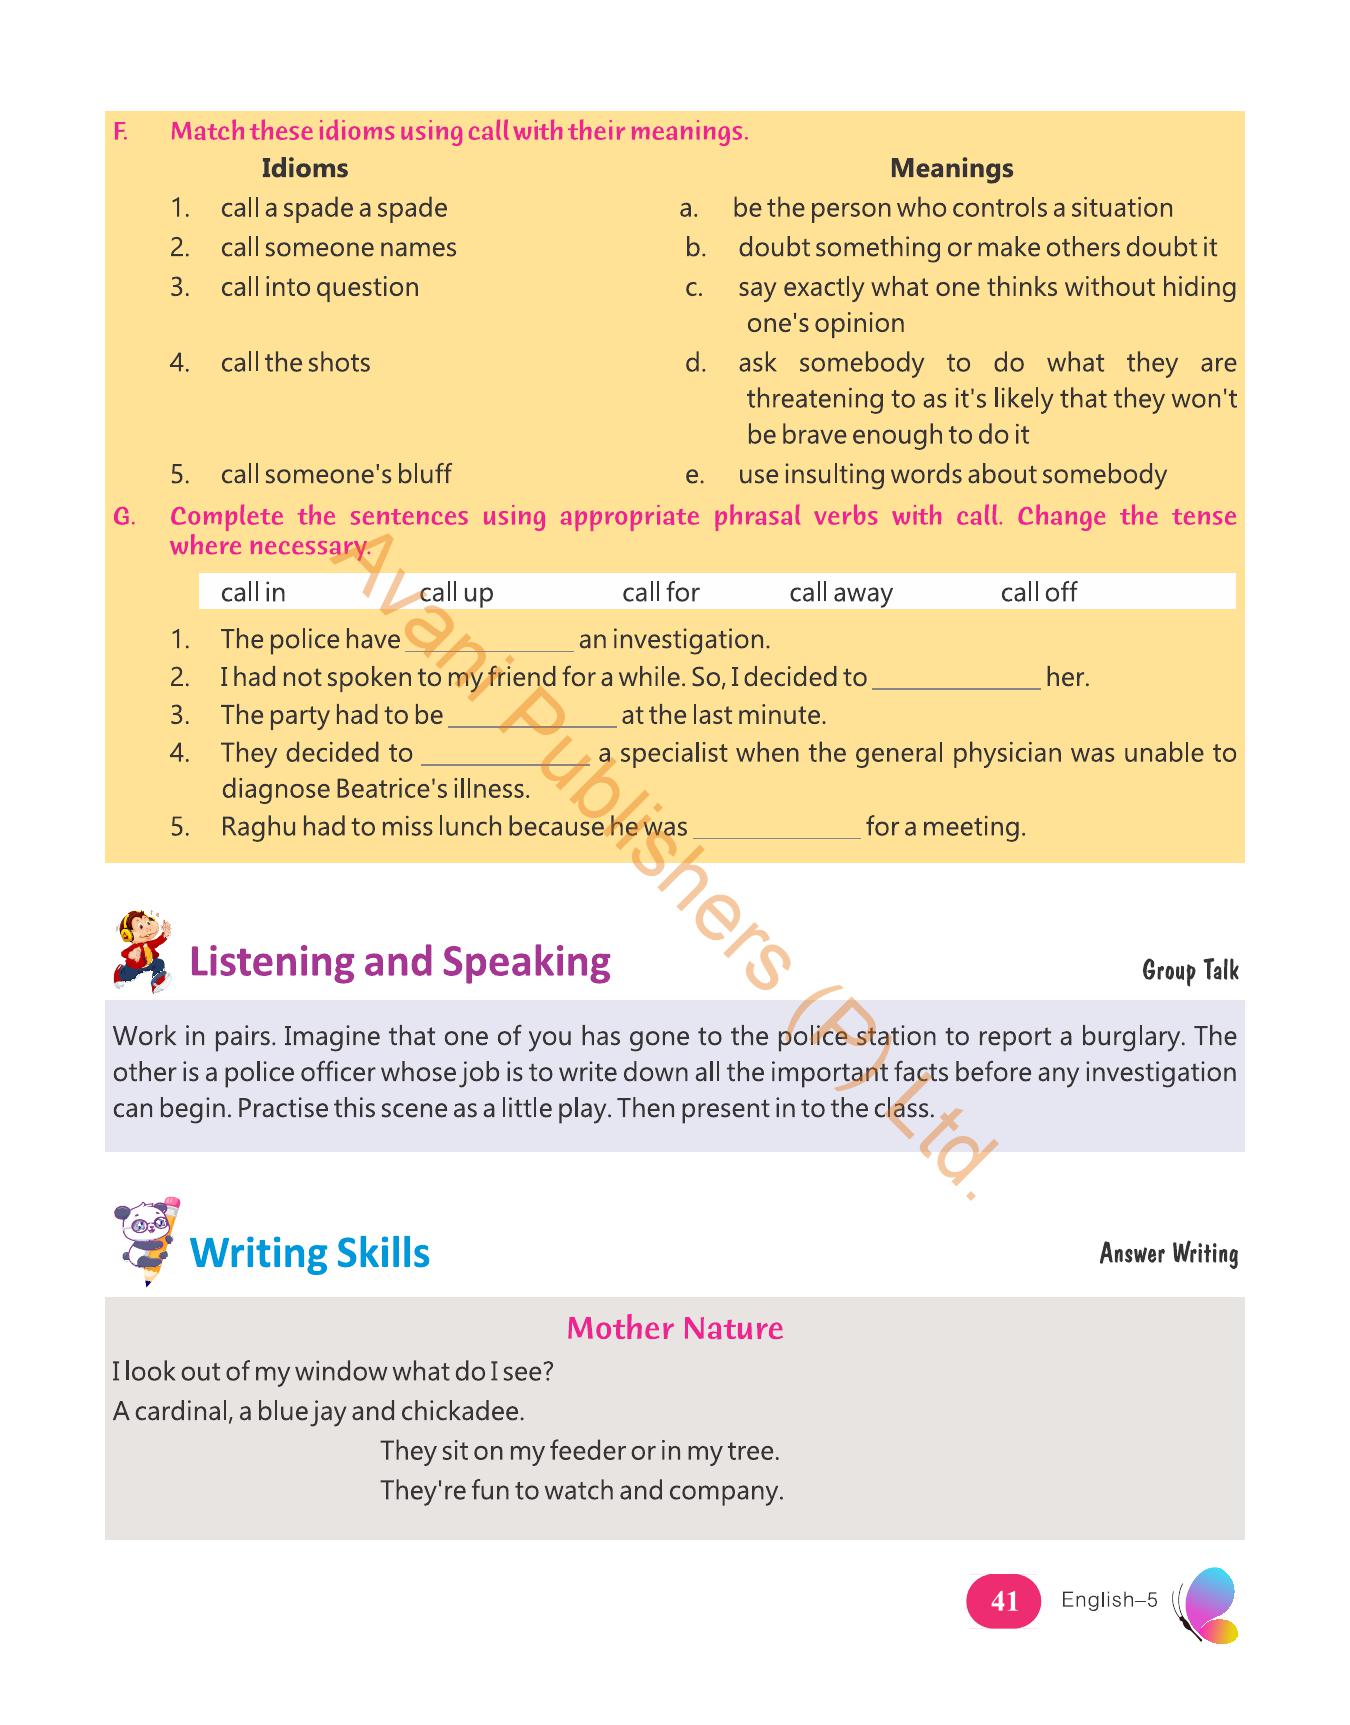 F. Match these idioms using call with their meanings.
Idioms Meanings
1. call a spade a spade a. be the person who controls a situation
2. call someone names b. doubt something or make others doubt it
3. call into question c. say exactly what one thinks without hiding
one's opinion
4. call the shots d. ask somebody to do what they are
threatening to as it's likely that they won't
be brave enough to do it
5. call someone's bluff e. use insulting words about somebody
G. Complete the sentences using appropriate phrasal verbs with call. Change the tense
where necessary.
call in call up call for call away call off
1. The police have ____________ an investigation.
2. I had not spoken to my friend for a while. So, I decided to ____________ her.
3. The party had to be ____________ at the last minute.
4. They decided to ____________ a specialist when the general physician was unable to
diagnose Beatrice's illness.
5. Raghu had to miss lunch because he was ____________ for a meeting.
Avani Publishers (P) Ltd.
Listening and Speaking Group Talk
Work in pairs. Imagine that one of you has gone to the police station to report a burglary. The
other is a police officer whose job is to write down all the important facts before any investigation
can begin. Practise this scene as a little play. Then present in to the class.
Writing Skills Answer Writing
Mother Nature
I look out of my window what do I see?
A cardinal, a blue jay and chickadee.
They sit on my feeder or in my tree.
They're fun to watch and company.
41 English–5